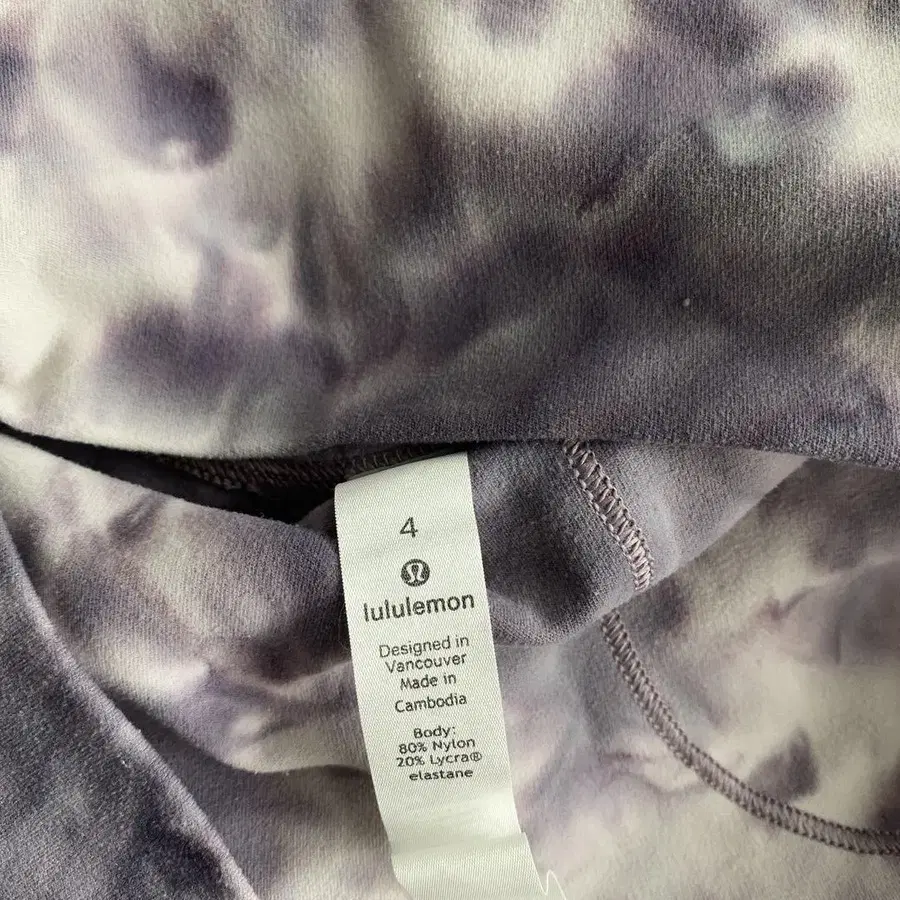 4
lululemon
Designed in
Vancouver
Made in
Cambodia
Body:
80% Nylon
20% Lycra®
elastane